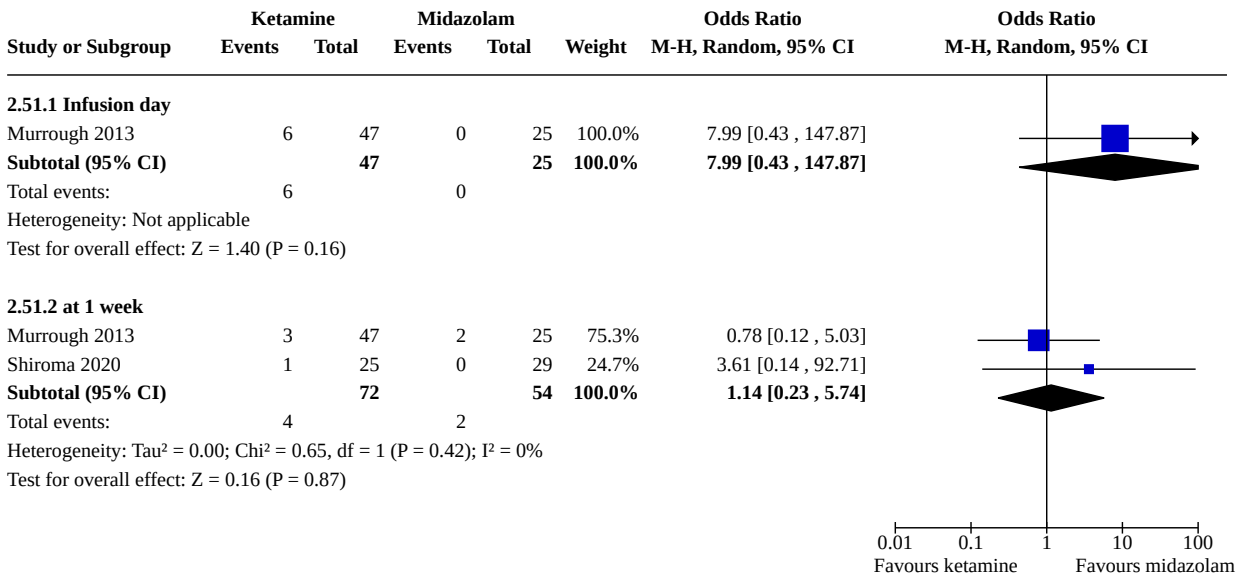 Ketamine Midazolam Odds Ratio Odds Ratio
Study or Subgroup Events Total Events Total Weight M-H, Random, 95% CI M-H, Random, 95% CI
2.51.1 Infusion day
Murrough 2013 6 47 0 25 100.0% 7.99 [0.43 , 147.87]
Subtotal (95% CI) 47 25 100.0% 7.99 [0.43 , 147.87]
Total events: 6 0
Heterogeneity: Not applicable
Test for overall effect: Z = 1.40 (P = 0.16)
2.51.2 at 1 week
Murrough 2013 3 47 2 25 75.3% 0.78 [0.12 , 5.03]
Shiroma 2020 1 25 0 29 24.7% 3.61 [0.14 , 92.71]
Subtotal (95% CI) 72 54 100.0% 1.14 [0.23 , 5.74]
Total events: 4 2
Heterogeneity: Tau² = 0.00; Chi² = 0.65, df = 1 (P = 0.42); I² = 0%
Test for overall effect: Z = 0.16 (P = 0.87)
0.01 0.1 1 10 100
Favours ketamine Favours midazolam